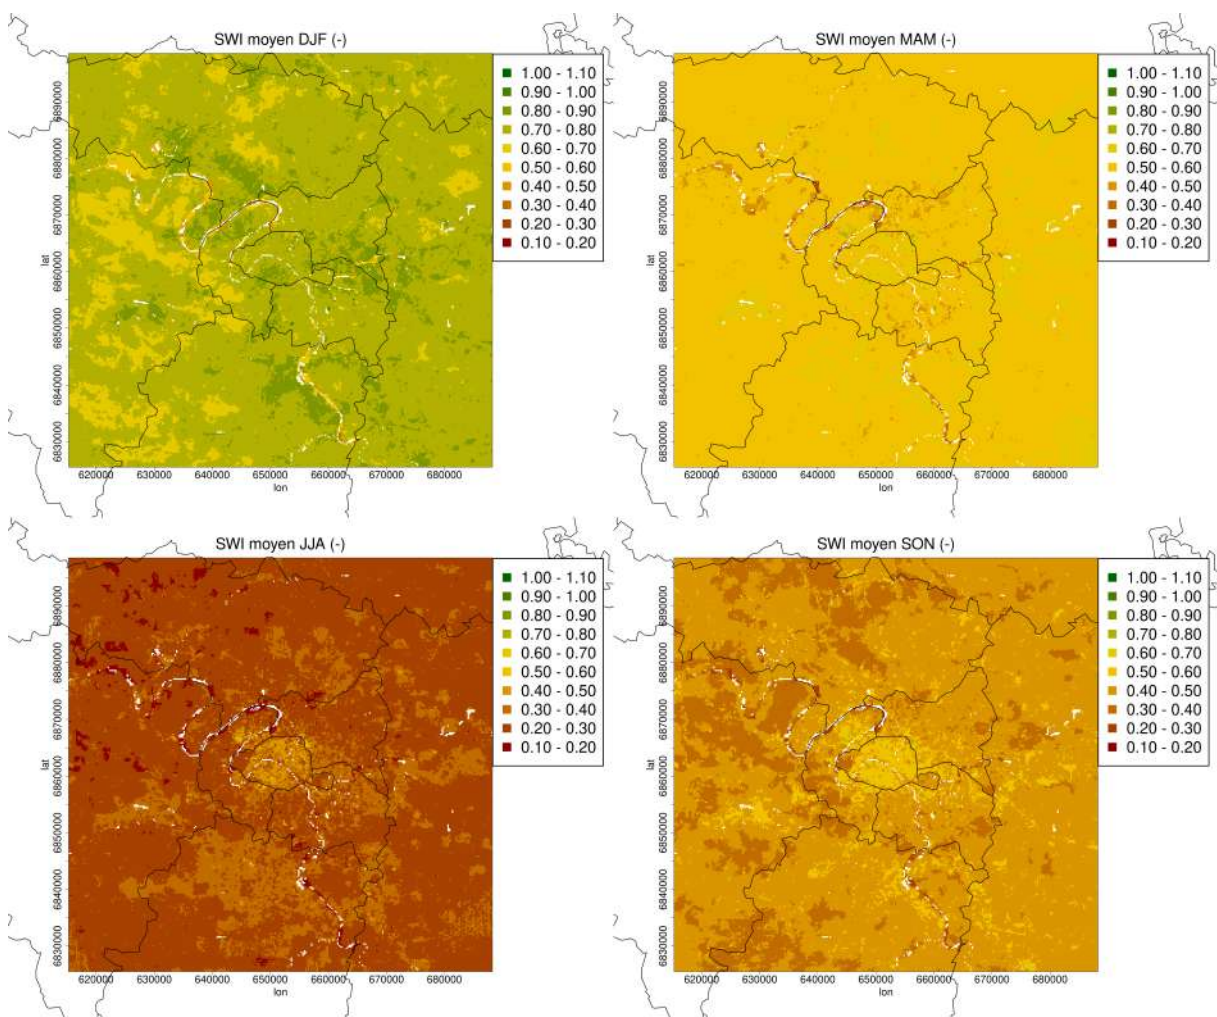 SWI moyen DJF (-)
1.00 - 1.10
0.90 - 1.00
0.80 - 0.90
0.70 - 0.80
0.60 - 0.70
0.50 - 0.60
0.40 - 0.50
0.30 - 0.40
0.20 - 0.30
0.10 - 0.20
lat
6890000
6880000
6870000
6860000
6850000
6840000
6830000
620000 630000 640000 650000 660000 670000 680000
lon
SWI moyen MAM (-)
1.00 - 1.10
0.90 - 1.00
0.80 - 0.90
0.70 - 0.80
0.60 - 0.70
0.50 - 0.60
0.40 - 0.50
0.30 - 0.40
0.20 - 0.30
0.10 - 0.20
lat
6890000
6880000
6870000
6860000
6850000
6840000
6830000
620000 630000 640000 650000 660000 670000 680000
lon
SWI moyen JJA (-)
1.00 - 1.10
0.90 - 1.00
0.80 - 0.90
0.70 - 0.80
0.60 - 0.70
0.50 - 0.60
0.40 - 0.50
0.30 - 0.40
0.20 - 0.30
0.10 - 0.20
lat
6890000
6880000
6870000
6860000
6850000
6840000
6830000
620000 630000 640000 650000 660000 670000 680000
lon
SWI moyen SON (-)
1.00 - 1.10
0.90 - 1.00
0.80 - 0.90
0.70 - 0.80
0.60 - 0.70
0.50 - 0.60
0.40 - 0.50
0.30 - 0.40
0.20 - 0.30
0.10 - 0.20
lat
6890000
6880000
6870000
6860000
6850000
6840000
6830000
620000 630000 640000 650000 660000 670000 680000
lon